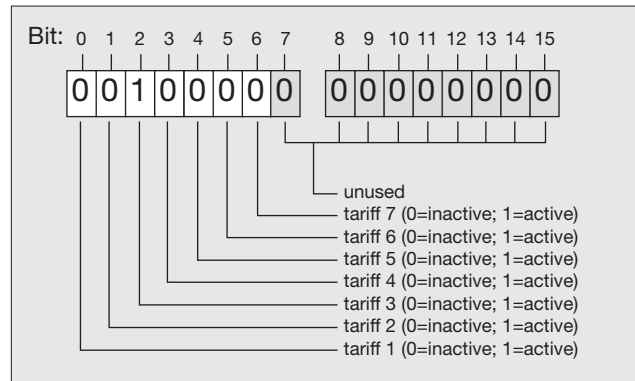 Bit: 0 1 2 3 4 5 6 7 8 9 10 11 12 13 14 15
0 0 1 0 0 0 0 0 0 0 0 0 0 0 0 0
unused
tariff 7 (0=inactive; 1=active)
tariff 6 (0=inactive; 1=active)
tariff 5 (0=inactive; 1=active)
tariff 4 (0=inactive; 1=active)
tariff 3 (0=inactive; 1=active)
tariff 2 (0=inactive; 1=active)
tariff 1 (0=inactive; 1=active)